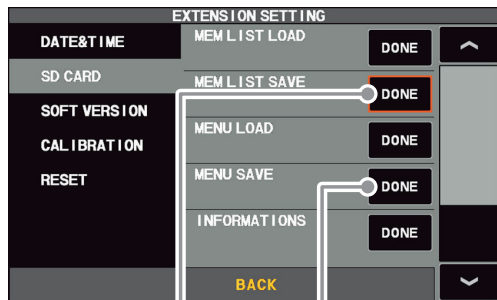 EXTENSION SETTING
DATE&TIME
SD CARD
SOFT VERSION
CALIBRATION
RESET
MEM LIST LOAD DONE
MEM LIST SAVE DONE
MENU LOAD DONE
MENU SAVE DONE
INFORMATIONS DONE
BACK